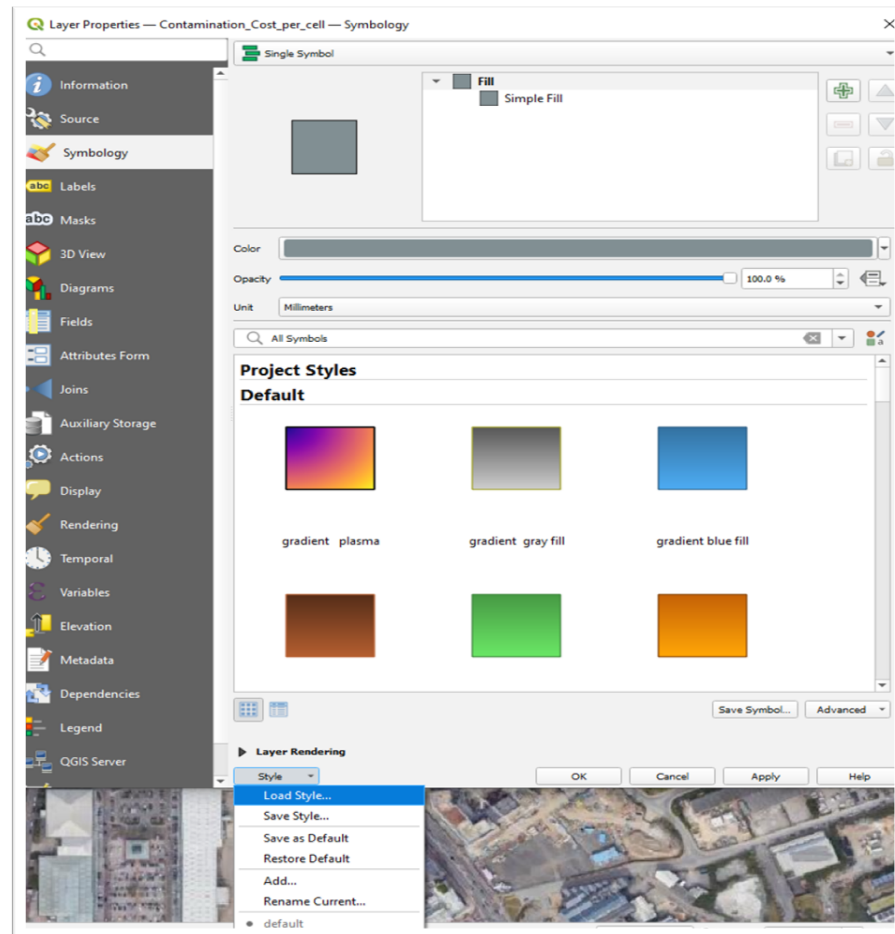 Layer Properties — Contamination_Cost_per_cell — Symbology
Single Symbol
Information
Source
Symbology
abc Labels
abc Masks
3D View
Diagrams
Fields
Attributes Form
Joins
Auxiliary Storage
Actions
Display
Rendering
Temporal
Variables
Elevation
Metadata
Dependencies
Legend
QGIS Server
Fill
Simple Fill
Color
Opacity 100.0 %
Unit Millimeters
All Symbols
Project Styles
Default
gradient plasma gradient gray fill gradient blue fill
Save Symbol... Advanced
Layer Rendering
Style OK Cancel Apply Help
Load Style...
Save Style...
Save as Default
Restore Default
Add...
Rename Current...
default